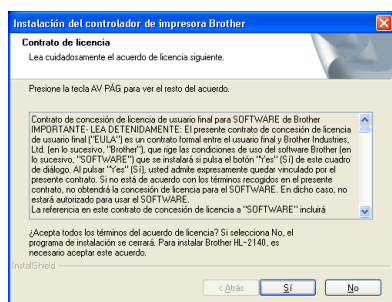 Instalación del controlador de impresora Brother
Contrato de licencia
Lea cuidadosamente el acuerdo de licencia siguiente.
Presione la tecla AV PÁG para ver el resto del acuerdo.
Contrato de concesión de licencia de usuario final para SOFTWARE de Brother
IMPORTANTE- LEA DETENIDAMENTE: El presente contrato de concesión de licencia
de usuario final ("EULA") es un contrato formal entre el usuario final y Brother Industries,
Ltd. (en lo sucesivo, "Brother"), que rige las condiciones de uso del software Brother (en
lo sucesivo, "SOFTWARE") que se instalará si pulsa el botón "Yes" (Sí) de este cuadro
de diálogo. Al pulsar "Yes" (Sí), usted admite expresamente quedar vinculado por el
presente contrato. Si no está de acuerdo con los términos recogidos en el presente
contrato, no obtendrá la concesión de licencia para el SOFTWARE. En dicho caso, no
estará autorizado para usar el SOFTWARE.
La referencia en este contrato de concesión de licencia a "SOFTWARE" incluirá
¿Acepta todos los términos del acuerdo de licencia? Si selecciona No, el
programa de instalación se cerrará. Para instalar Brother HL-2140, es
necesario aceptar este acuerdo.
InstallShield
< Atrás
Sí
No